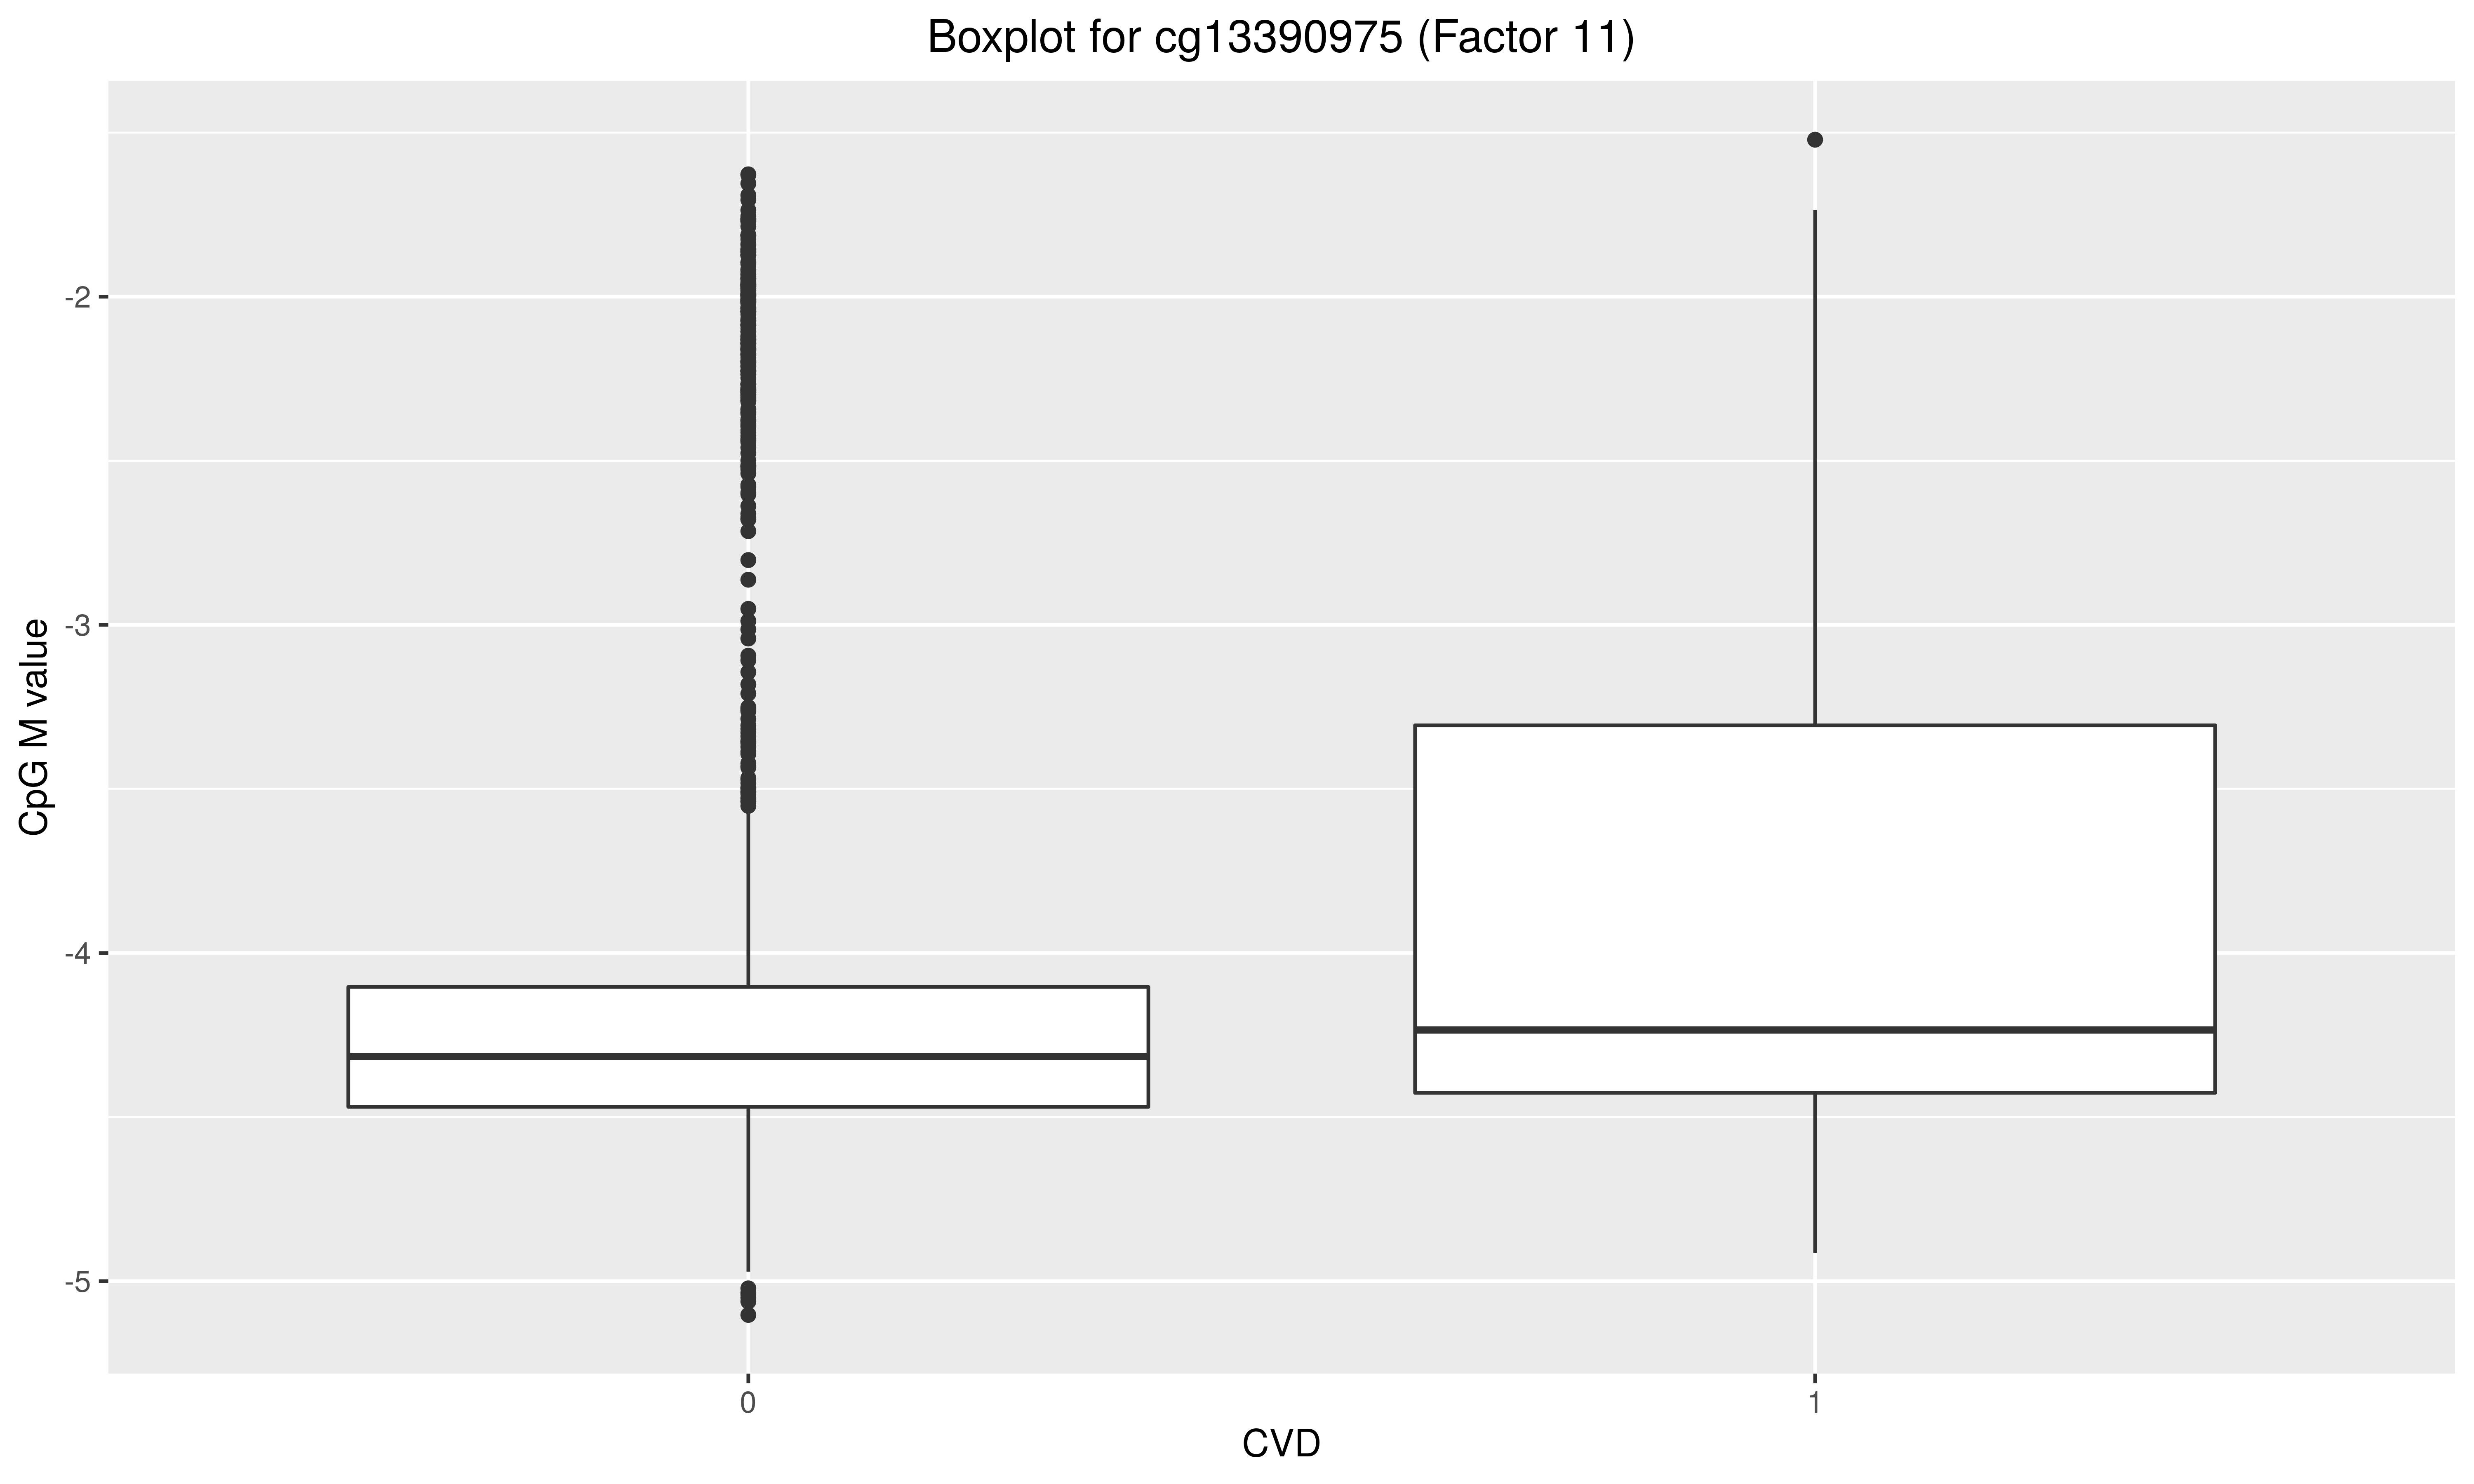 Boxplot for cg13390975 (Factor 11)
CpG M value
-2
-3
-4
-5
0
1
CVD